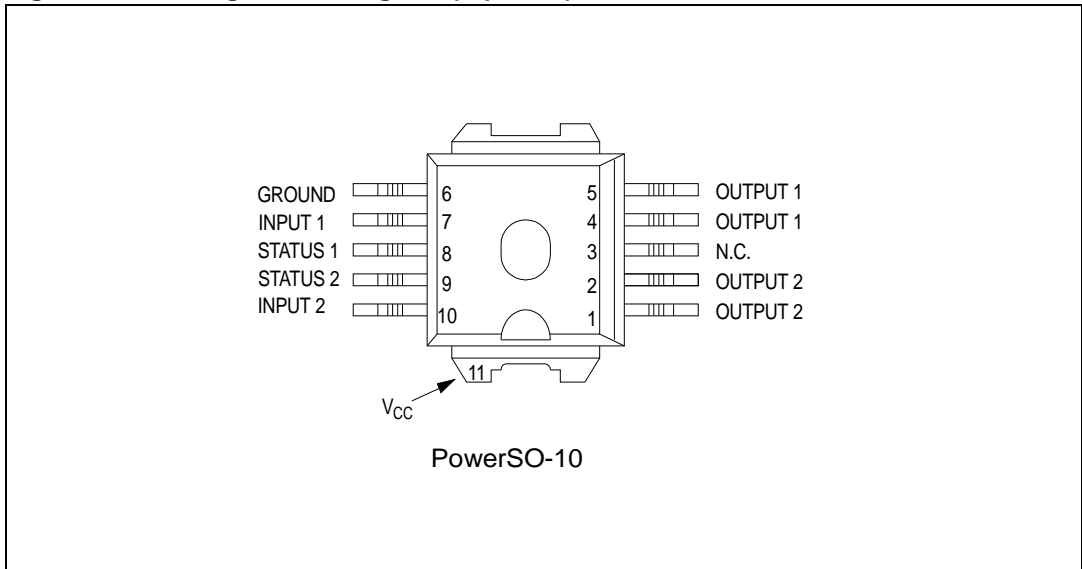 GROUND 6 5 OUTPUT 1
INPUT 1 7 4 OUTPUT 1
STATUS 1 8 3 N.C.
STATUS 2 9 2 OUTPUT 2
INPUT 2 10 1 OUTPUT 2
11
VCC
PowerSO-10